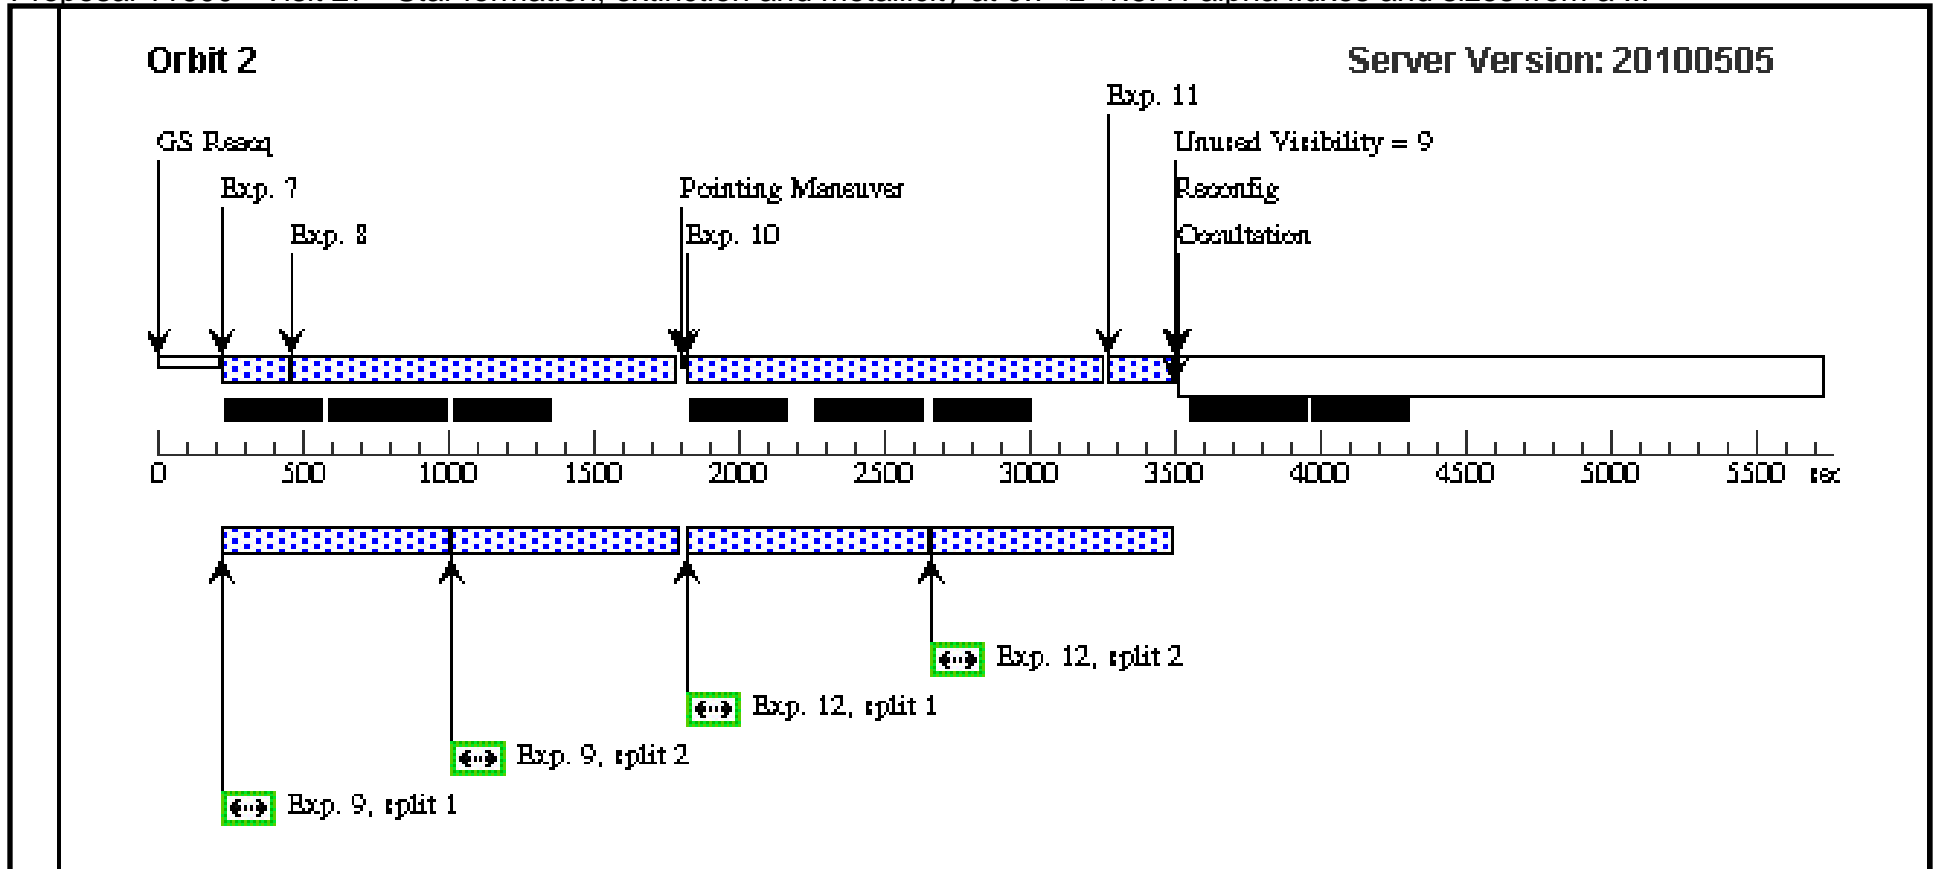 Orbit 2
Server Version: 20100505
Exp. 11
GS Reacq
Unused Visibility = 9
Exp. 7
Pointing Maneuver
Reconfig
Exp. 8
Exp. 10
Occultation
0 500 1000 1500 2000 2500 3000 3500 4000 4500 5000 5500 sec
Exp. 12, split 2
Exp. 12, split 1
Exp. 9, split 2
Exp. 9, split 1